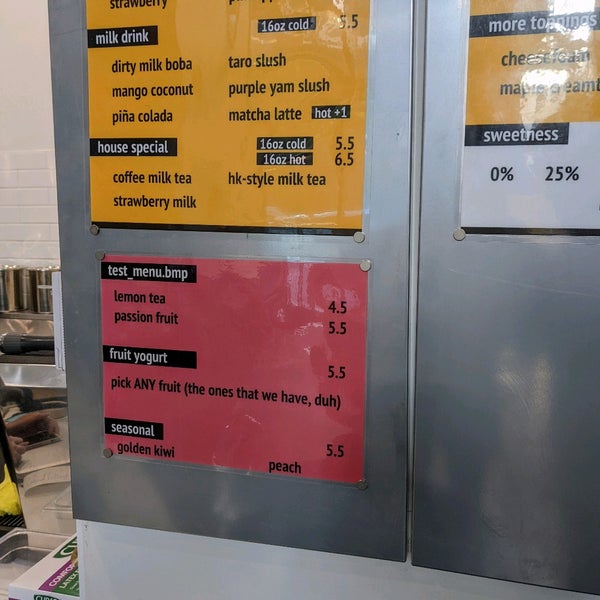 strawberry
16oz cold 5.5
milk drink
dirty milk boba taro slush
mango coconut purple yam slush
piña colada matcha latte hot +1
house special 16oz cold 5.5
16oz hot 6.5
coffee milk tea hk-style milk tea
strawberry milk
test_menu.bmp
lemon tea 4.5
passion fruit 5.5
fruit yogurt 5.5
pick ANY fruit (the ones that we have, duh)
seasonal
golden kiwi 5.5
peach
more toppings
cheesefoam
sweetness
0% 25%